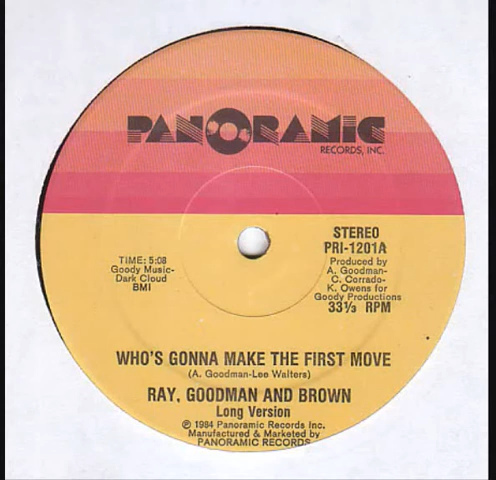 PANORAMIC
RECORDS, INC.
STEREO
PRI-1201A
TIME: 5:08
Goody Music-
Dark Cloud
BMI
Produced by
A. Goodman-
C. Corrado-
K. Owens for
Goody Productions
33⅓ RPM
WHO'S GONNA MAKE THE FIRST MOVE
(A. Goodman-Lee Walters)
RAY, GOODMAN AND BROWN
Long Version
℗ 1984 Panoramic Records Inc.
Manufactured & Marketed by
PANORAMIC RECORDS